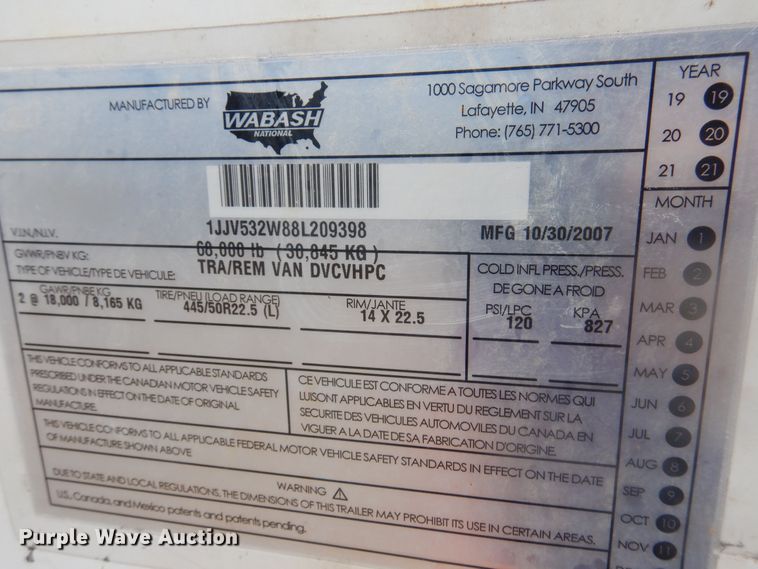 MANUFACTURED BY
WABASH
NATIONAL
1000 Sagamore Parkway South
Lafayette, IN 47905
Phone: (765) 771-5300
YEAR
19 19
20 20
21 21
MONTH
JAN 1
FEB 2
MAR 3
APR 4
MAY 5
JUN 6
JUL 7
AUG 8
SEP 9
OCT 10
NOV 11
V.I.N./N.I.V. 1JJV532W88L209398 MFG 10/30/2007
GVWR/PNBV KG: 68,000 lb ( 30,845 KG )
TYPE OF VEHICLE/TYPE DE VEHICULE: TRA/REM VAN DVCVHPC
COLD INFL PRESS./PRESS.
DE GONE A FROID
GAWR/PNBE KG TIRE/PNEU (LOAD RANGE) RIM/JANTE PSI/LPC KPA
2 @ 18,000 / 8,165 KG 445/50R22.5 (L) 14 X 22.5 120 827
THIS VEHICLE CONFORMS TO ALL APPLICABLE STANDARDS
PRESCRIBED UNDER THE CANADIAN MOTOR VEHICLE SAFETY
REGULATIONS IN EFFECT ON THE DATE OF ORIGINAL
MANUFACTURE.
CE VEHICULE EST CONFORME A TOUTES LES NORMES QUI
LUI SONT APPLICABLES EN VERTU DU REGLEMENT SUR LA
SECURITE DES VEHICULES AUTOMOVILES DU CANADA EN
VIGUER A LA DATE DE SA FABRICATION D'ORIGINE.
THIS VEHICLE CONFORMS TO ALL APPLICABLE FEDERAL MOTOR VEHICLE SAFETY STANDARDS IN EFFECT ON THE DATE
OF MANUFACTURE SHOWN ABOVE
WARNING ⚠
DUE TO STATE AND LOCAL REGULATIONS, THE DIMENSIONS OF THIS TRAILER MAY PROHIBIT ITS USE IN CERTAIN AREAS.
U.S., Canada, and Mexico patents and patents pending.
Purple Wave Auction